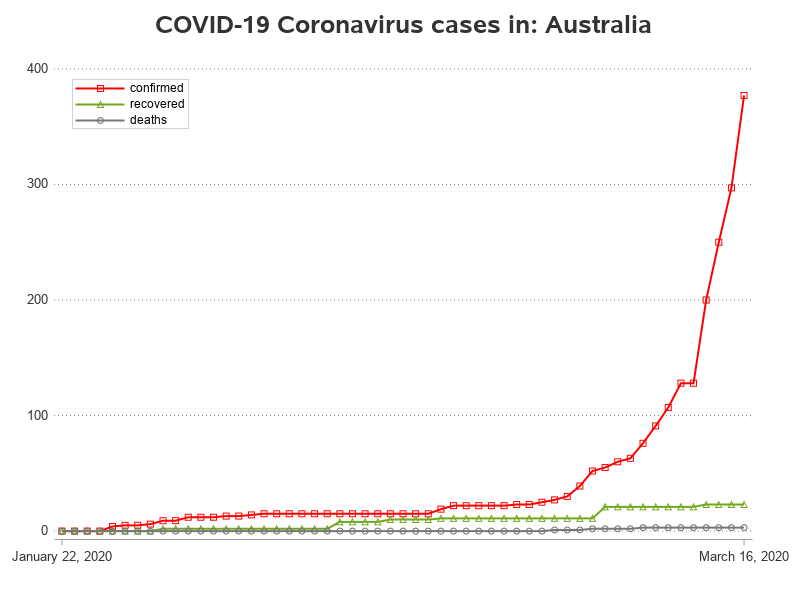 COVID-19 Coronavirus cases in: Australia
400
confirmed
recovered
deaths
300
200
100
0
January 22, 2020
March 16, 2020